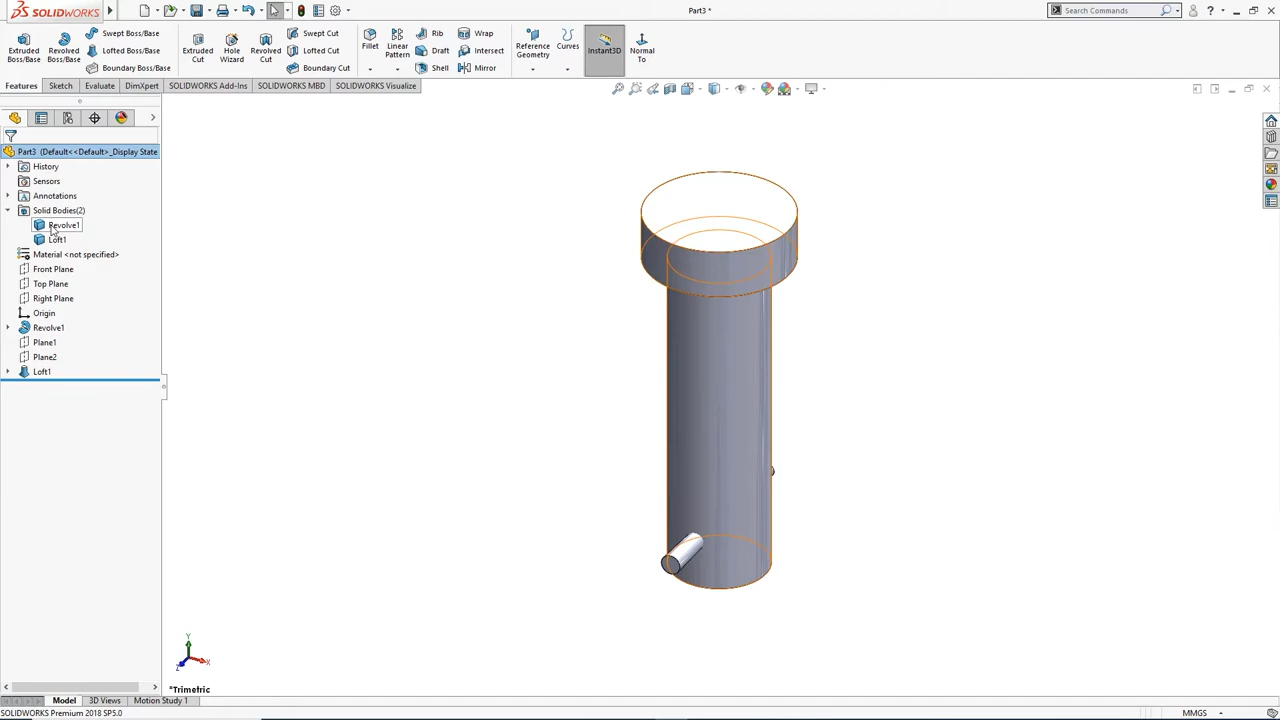 SOLIDWORKS
Part3 *
Search Commands
Extruded Boss/Base
Revolved Boss/Base
Swept Boss/Base
Lofted Boss/Base
Boundary Boss/Base
Extruded Cut
Hole Wizard
Revolved Cut
Swept Cut
Lofted Cut
Boundary Cut
Fillet
Linear Pattern
Rib
Draft
Shell
Wrap
Intersect
Mirror
Reference Geometry
Curves
Instant3D
Normal To
Features
Sketch
Evaluate
DimXpert
SOLIDWORKS Add-Ins
SOLIDWORKS MBD
SOLIDWORKS Visualize
Part3 (Default<<Default>_Display State
History
Sensors
Annotations
Solid Bodies(2)
Revolve1
Loft1
Material <not specified>
Front Plane
Top Plane
Right Plane
Origin
Revolve1
Plane1
Plane2
Loft1
Y
X
Z
*Trimetric
Model
3D Views
Motion Study 1
SOLIDWORKS Premium 2018 SP5.0
MMGS